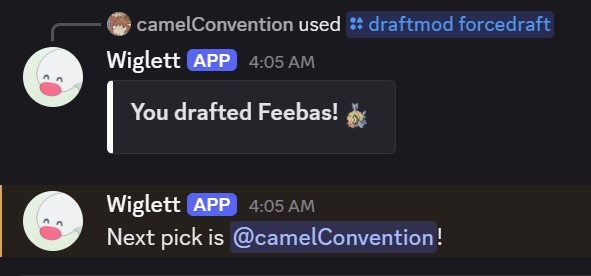 camelConvention used draftmod forcedraft
Wiglett APP 4:05 AM
You drafted Feebas!
Wiglett APP 4:05 AM
Next pick is @camelConvention!